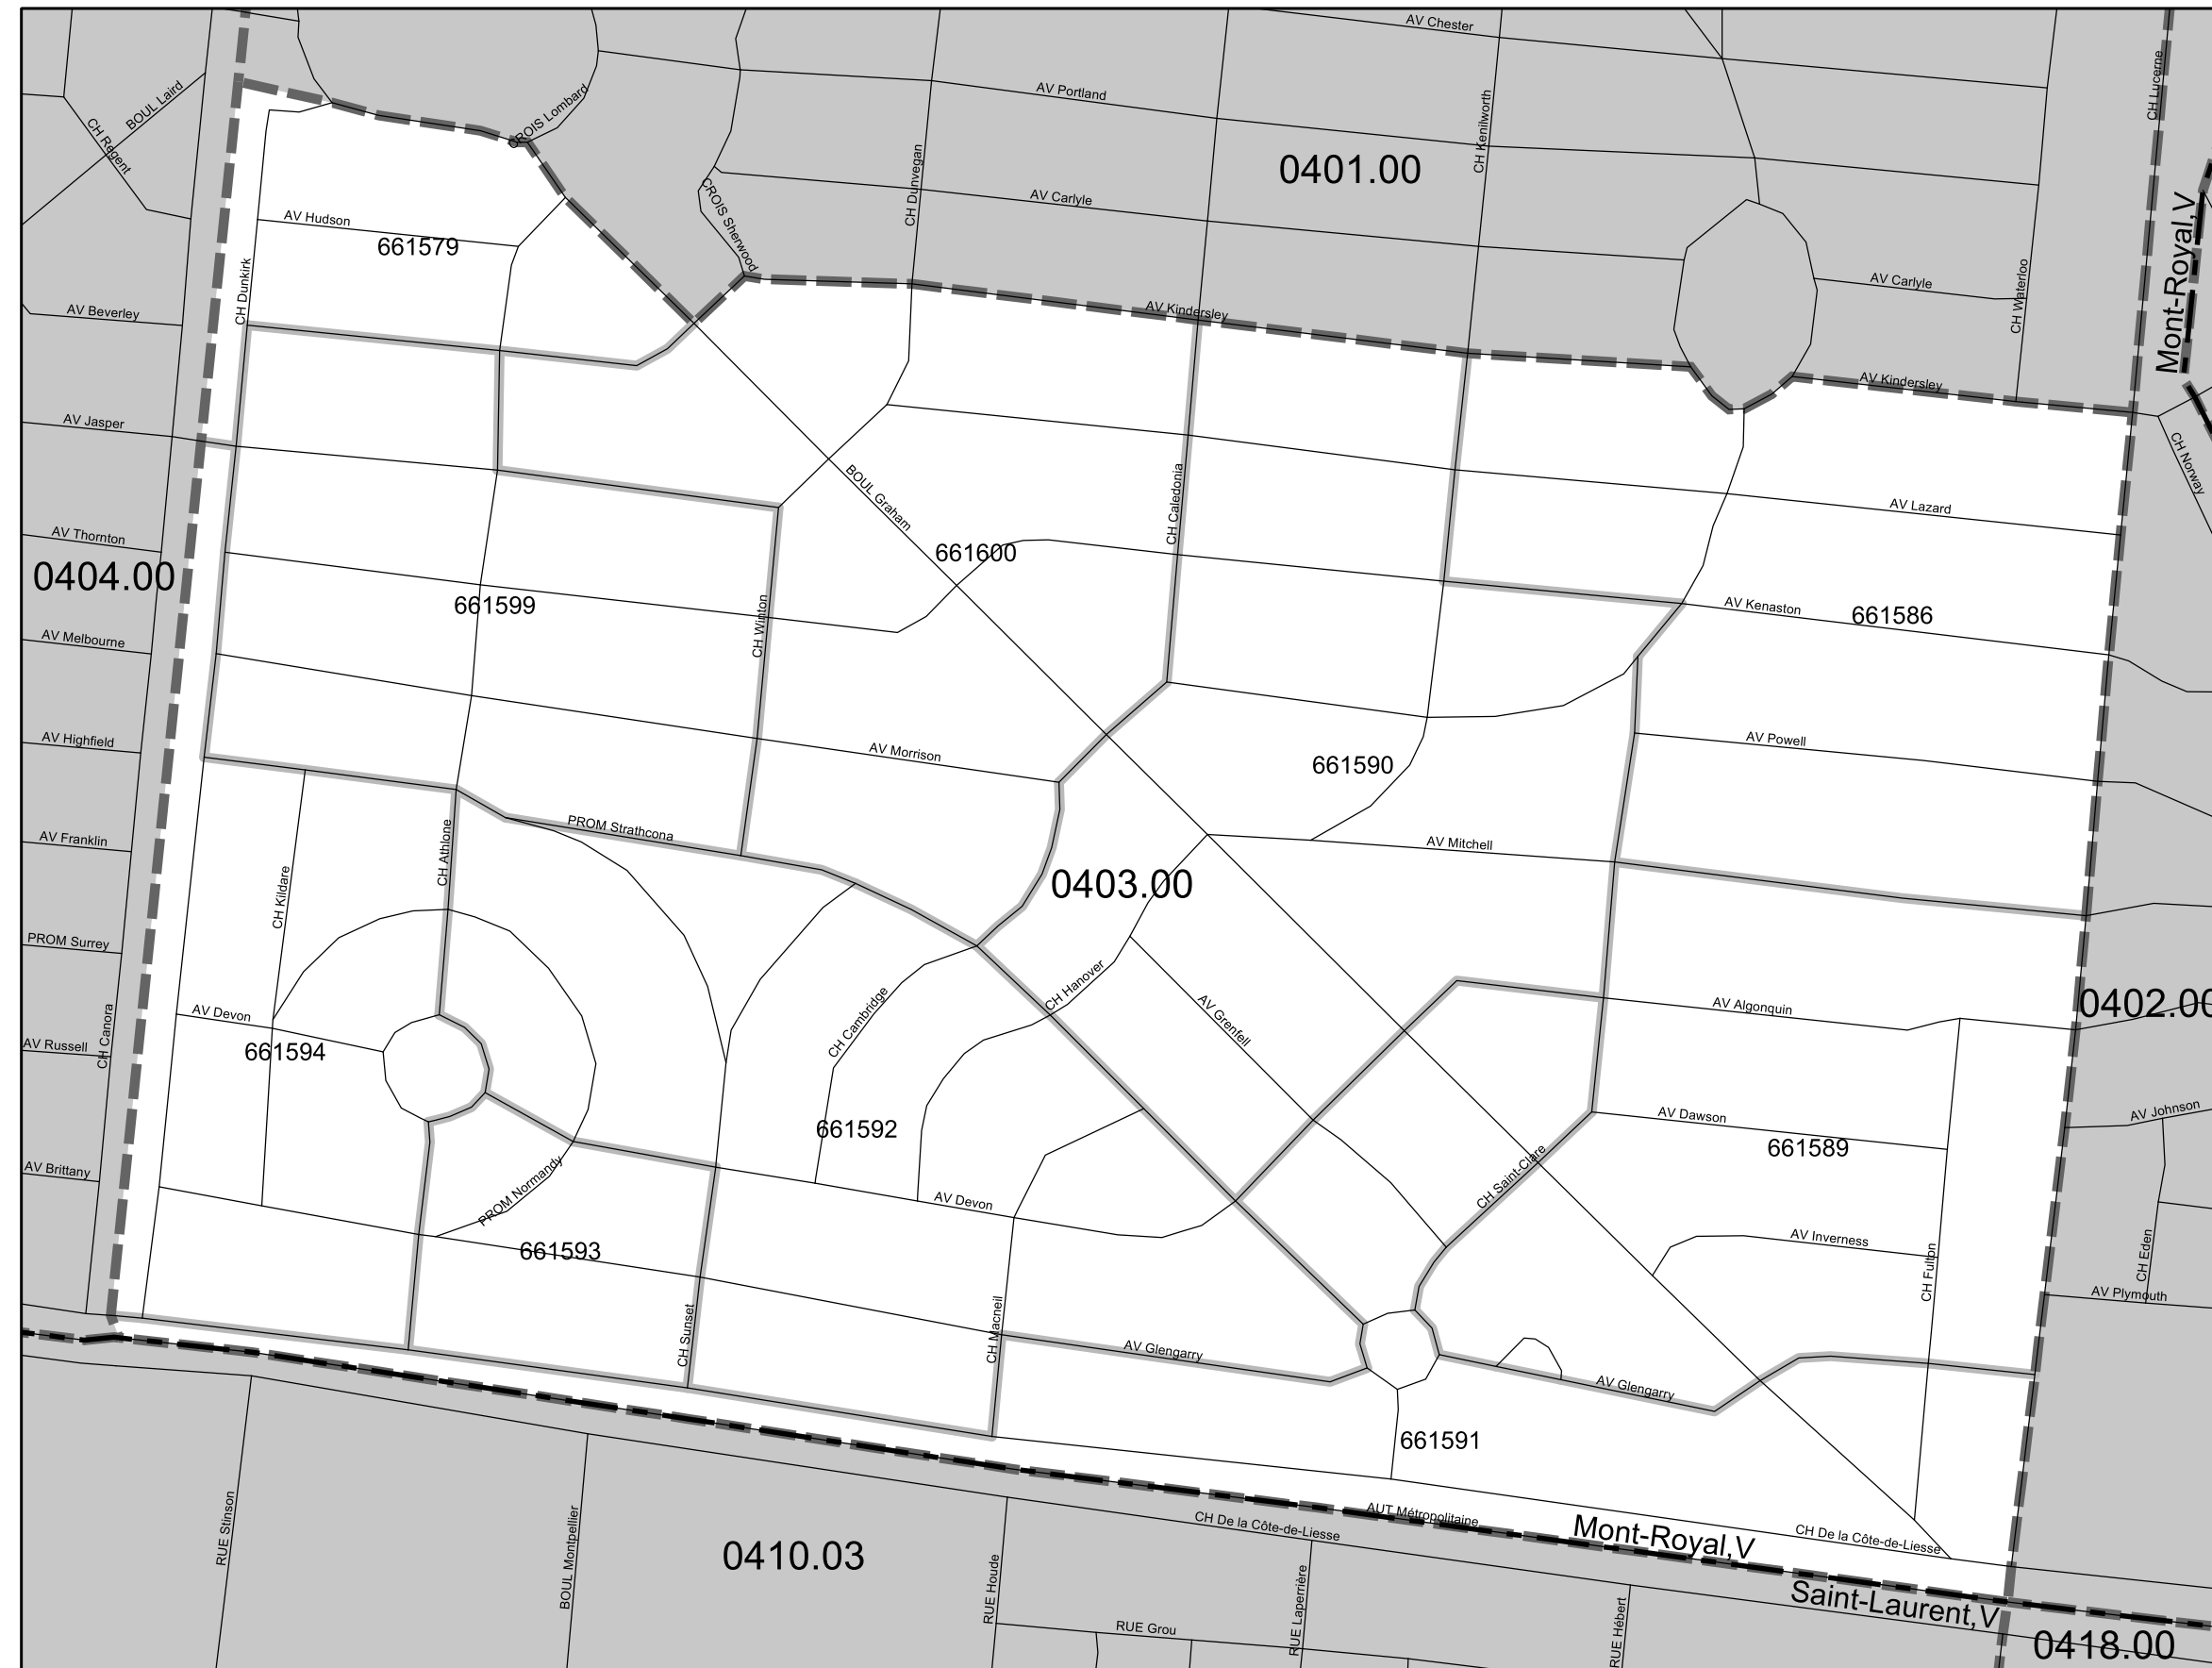 AV Chester
CH Lucerne
BOUL Laird
CH Regent
CROIS Lombard
AV Portland
CH Kenilworth
0401.00
CH Dunvegan
AV Carlyle
CROIS Sherwood
Mont-Royal,V
AV Hudson
661579
CH Dunkirk
AV Carlyle
CH Waterloo
AV Beverley
AV Kindersley
AV Kindersley
AV Jasper
CH Norway
BOUL Graham
CH Caledonia
AV Lazard
AV Thornton
661600
0404.00
661599
AV Kenaston
661586
CH Winton
AV Melbourne
AV Highfield
AV Morrison
661590
AV Powell
AV Franklin
CH Athlone
PROM Strathcona
AV Mitchell
CH Kildare
0403.00
PROM Surrey
CH Hanover
AV Devon
CH Cambridge
AV Grenfell
AV Algonquin
0402.00
AV Russell
CH Canora
661594
661592
AV Dawson
AV Johnson
661589
AV Brittany
PROM Normandy
AV Devon
CH Saint-Clare
661593
AV Inverness
CH Fulton
CH Eden
AV Plymouth
CH Sunset
CH Macneil
AV Glengarry
AV Glengarry
661591
RUE Stinson
BOUL Montpellier
AUT Métropolitaine
CH De la Côte-de-Liesse
Mont-Royal,V
CH De la Côte-de-Liesse
0410.03
RUE Houde
RUE Laperrière
RUE Hébert
Saint-Laurent,V
RUE Grou
0418.00